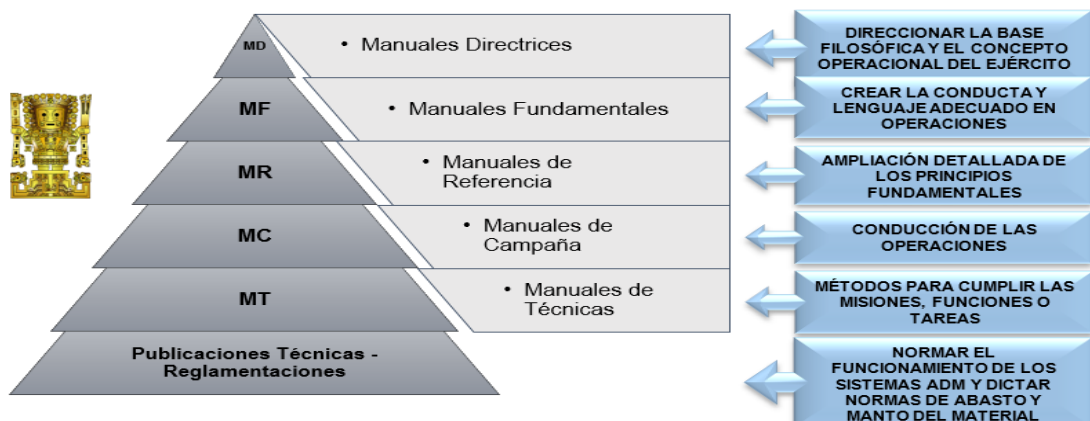 MD
• Manuales Directrices
DIRECCIONAR LA BASE
FILOSÓFICA Y EL CONCEPTO
OPERACIONAL DEL EJÉRCITO
MF
• Manuales Fundamentales
CREAR LA CONDUCTA Y
LENGUAJE ADECUADO EN
OPERACIONES
MR
• Manuales de
Referencia
AMPLIACIÓN DETALLADA DE
LOS PRINCIPIOS
FUNDAMENTALES
MC
• Manuales de
Campaña
CONDUCCIÓN DE LAS
OPERACIONES
MT
• Manuales de
Técnicas
MÉTODOS PARA CUMPLIR LAS
MISIONES, FUNCIONES O
TAREAS
Publicaciones Técnicas -
Reglamentaciones
NORMAR EL
FUNCIONAMIENTO DE LOS
SISTEMAS ADM Y DICTAR
NORMAS DE ABASTO Y
MANTO DEL MATERIAL